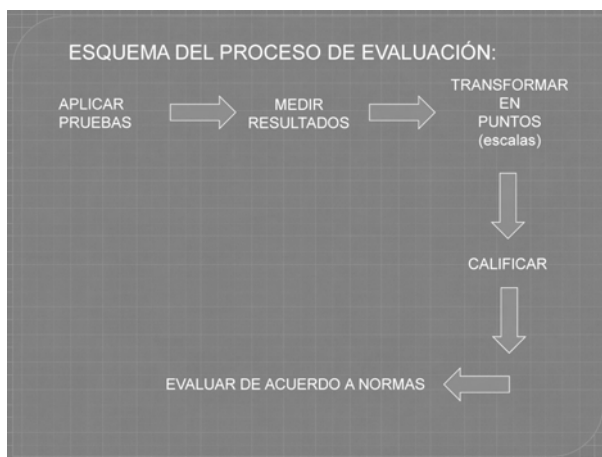 ESQUEMA DEL PROCESO DE EVALUACIÓN:
APLICAR
PRUEBAS
MEDIR
RESULTADOS
TRANSFORMAR
EN
PUNTOS
(escalas)
CALIFICAR
EVALUAR DE ACUERDO A NORMAS